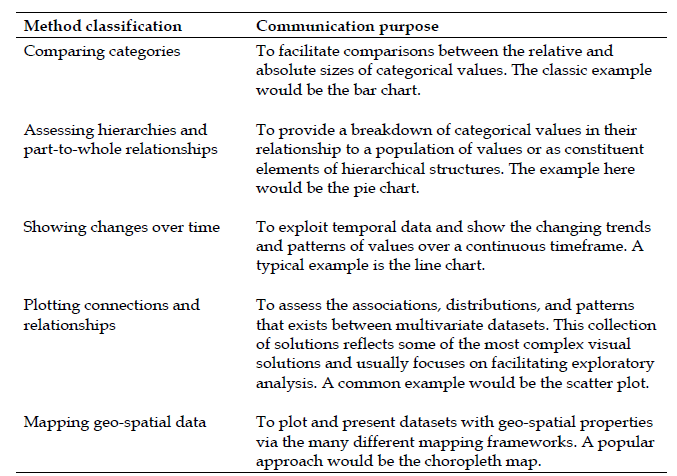 Method classification Communication purpose
Comparing categories To facilitate comparisons between the relative and
absolute sizes of categorical values. The classic example
would be the bar chart.
Assessing hierarchies and To provide a breakdown of categorical values in their
part-to-whole relationships relationship to a population of values or as constituent
elements of hierarchical structures. The example here
would be the pie chart.
Showing changes over time To exploit temporal data and show the changing trends
and patterns of values over a continuous timeframe. A
typical example is the line chart.
Plotting connections and To assess the associations, distributions, and patterns
relationships that exists between multivariate datasets. This collection
of solutions reflects some of the most complex visual
solutions and usually focuses on facilitating exploratory
analysis. A common example would be the scatter plot.
Mapping geo-spatial data To plot and present datasets with geo-spatial properties
via the many different mapping frameworks. A popular
approach would be the choropleth map.